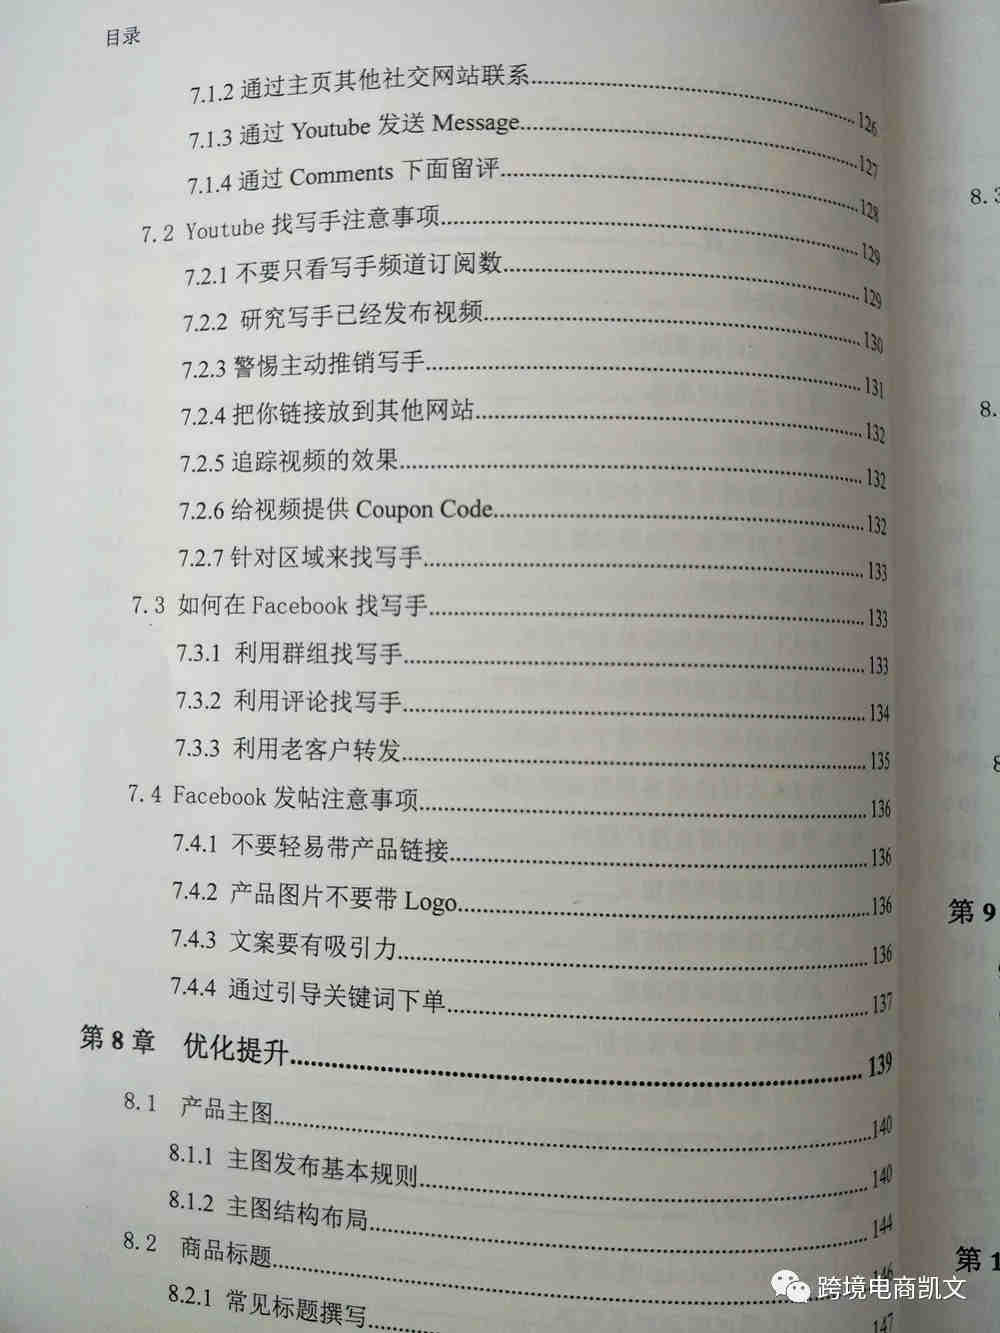 目录
7.1.2 通过主页其他社交网站联系 126
7.1.3 通过 Youtube 发送 Message 127
7.1.4 通过 Comments 下面留评 128
7.2 Youtube 找写手注意事项 129
7.2.1 不要只看写手频道订阅数 129
7.2.2 研究写手已经发布视频 130
7.2.3 警惕主动推销写手 131
7.2.4 把你链接放到其他网站 132
7.2.5 追踪视频的效果 132
7.2.6 给视频提供 Coupon Code 132
7.2.7 针对区域来找写手 133
7.3 如何在 Facebook 找写手 133
7.3.1 利用群组找写手 133
7.3.2 利用评论找写手 134
7.3.3 利用老客户转发 135
7.4 Facebook 发帖注意事项 136
7.4.1 不要轻易带产品链接 136
7.4.2 产品图片不要带 Logo 136
7.4.3 文案要有吸引力 136
7.4.4 通过引导关键词下单 137
第 8 章 优化提升 139
8.1 产品主图 140
8.1.1 主图发布基本规则 140
8.1.2 主图结构布局 144
8.2 商品标题 146
8.2.1 常见标题撰写 147
8.3
8.
8
第 9
第 1
跨境电商凯文